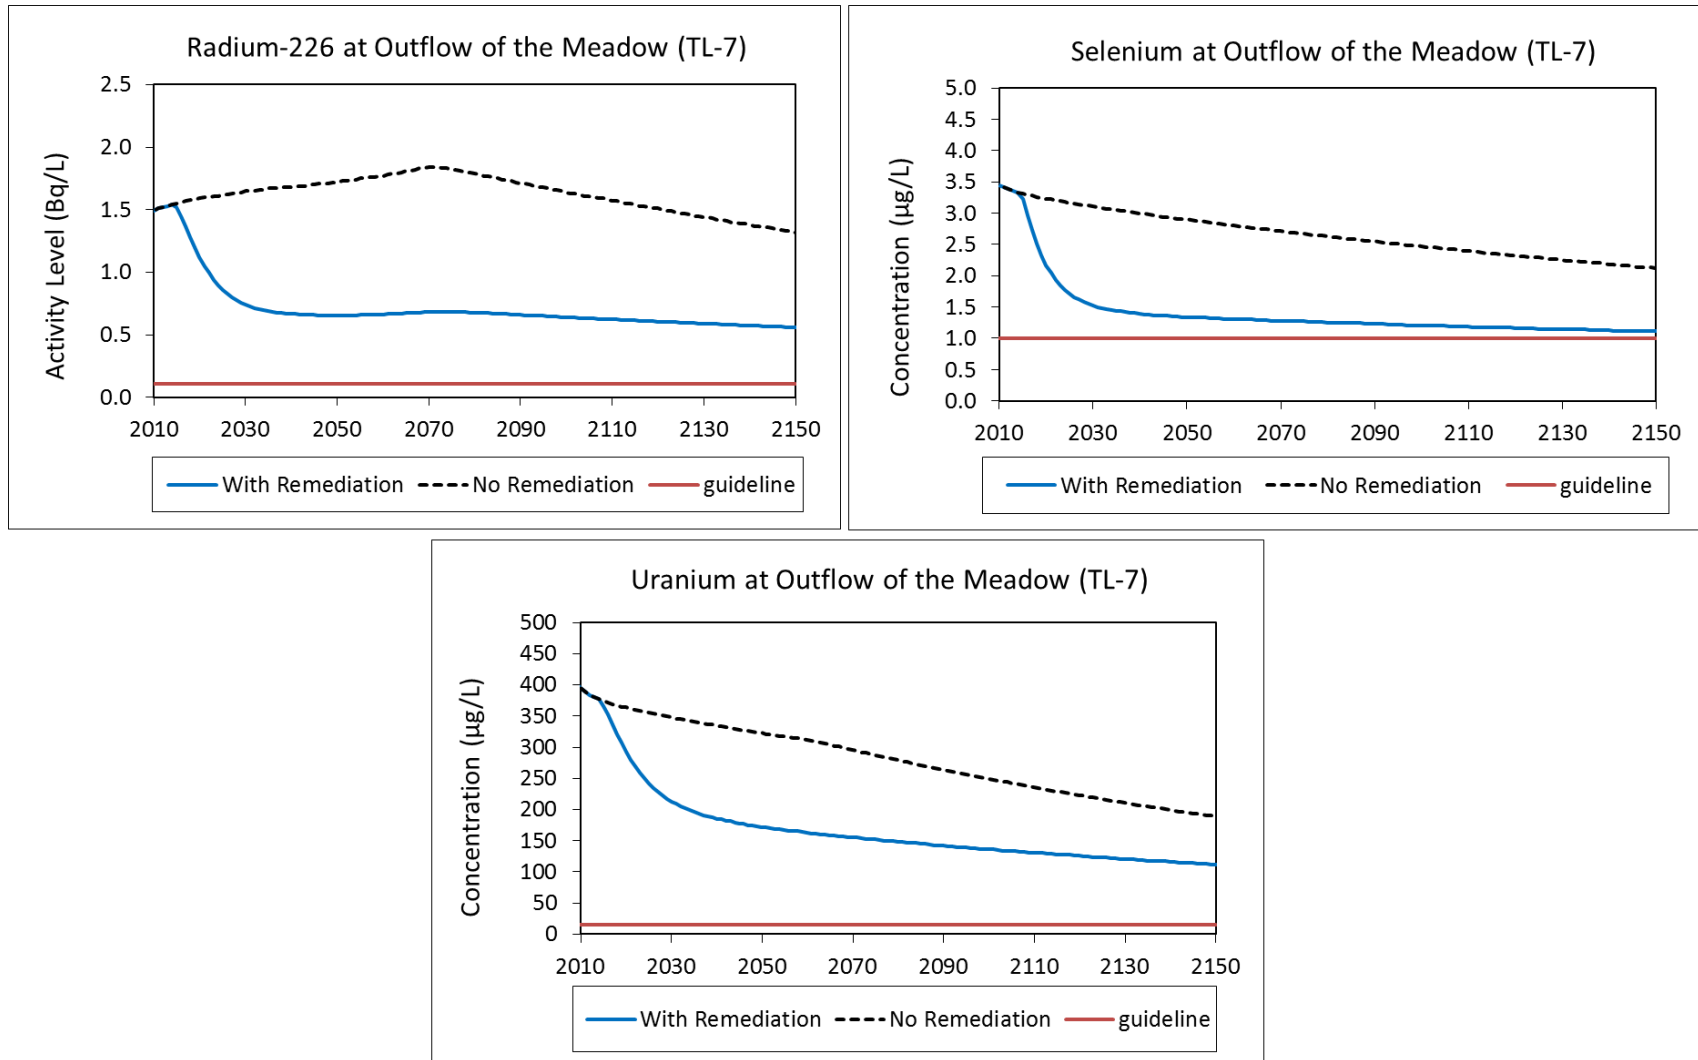 Radium-226 at Outflow of the Meadow (TL-7)
Activity Level (Bq/L)
2.5
2.0
1.5
1.0
0.5
0.0
2010 2030 2050 2070 2090 2110 2130 2150
With Remediation No Remediation guideline
Selenium at Outflow of the Meadow (TL-7)
Concentration (µg/L)
5.0
4.5
4.0
3.5
3.0
2.5
2.0
1.5
1.0
0.5
0.0
2010 2030 2050 2070 2090 2110 2130 2150
With Remediation No Remediation guideline
Uranium at Outflow of the Meadow (TL-7)
Concentration (µg/L)
500
450
400
350
300
250
200
150
100
50
0
2010 2030 2050 2070 2090 2110 2130 2150
With Remediation No Remediation guideline